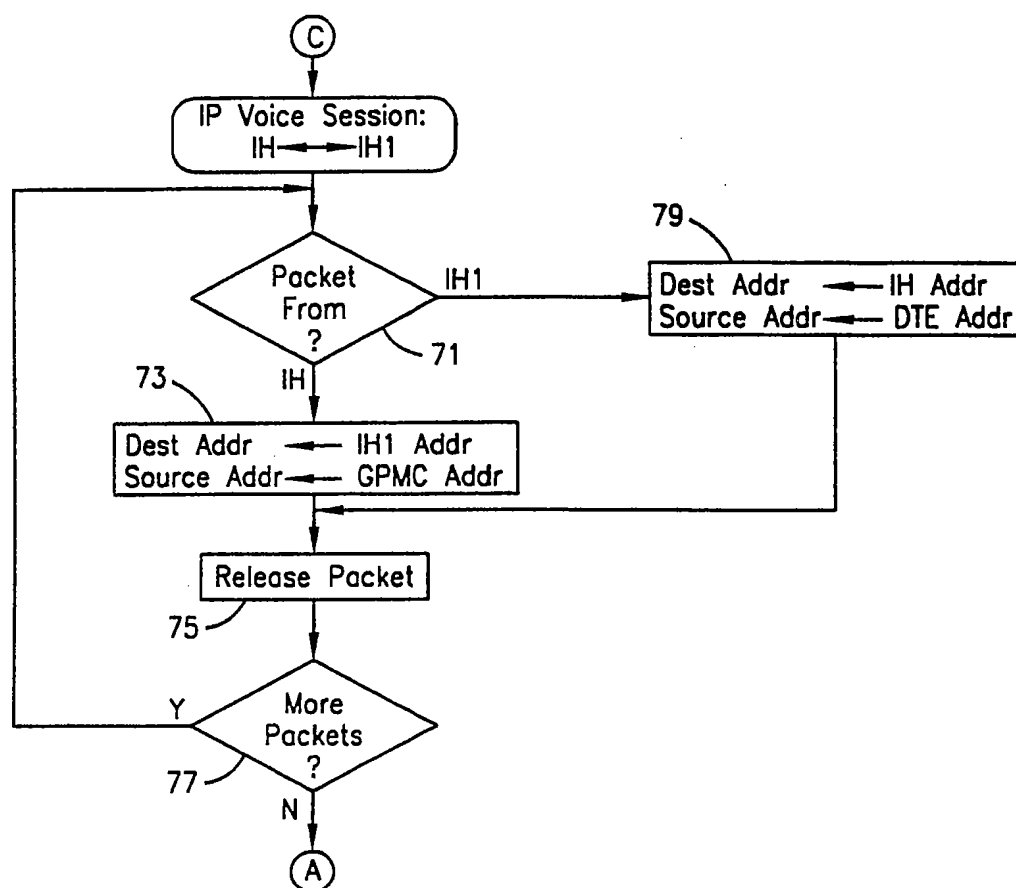 C
IP Voice Session:
IH IH1
Packet
From
?
IH1
71
IH
79
Dest Addr IH Addr
Source Addr DTE Addr
73
Dest Addr IH1 Addr
Source Addr GPMC Addr
Release Packet
75
More
Packets
?
Y
77
N
A